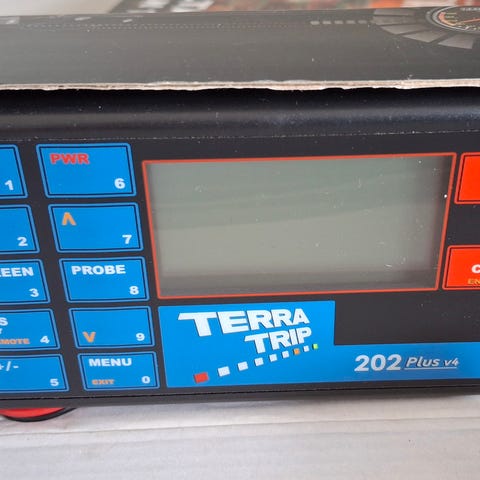 1
PWR
6
2
Λ
7
EEN
3
PROBE
8
S
MOTE 4
V
9
+/-
5
MENU
EXIT 0
C
EN
TERRA
TRIP
202 Plus v4